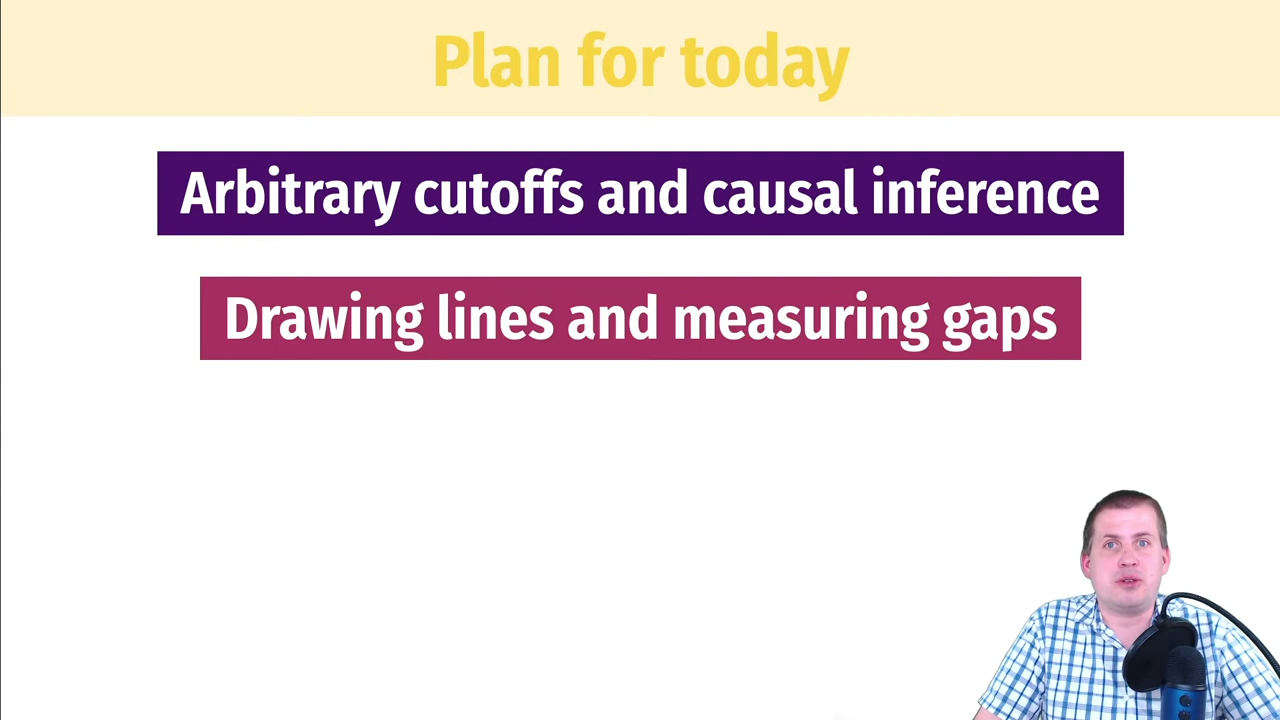 Plan for today
Arbitrary cutoffs and causal inference
Drawing lines and measuring gaps